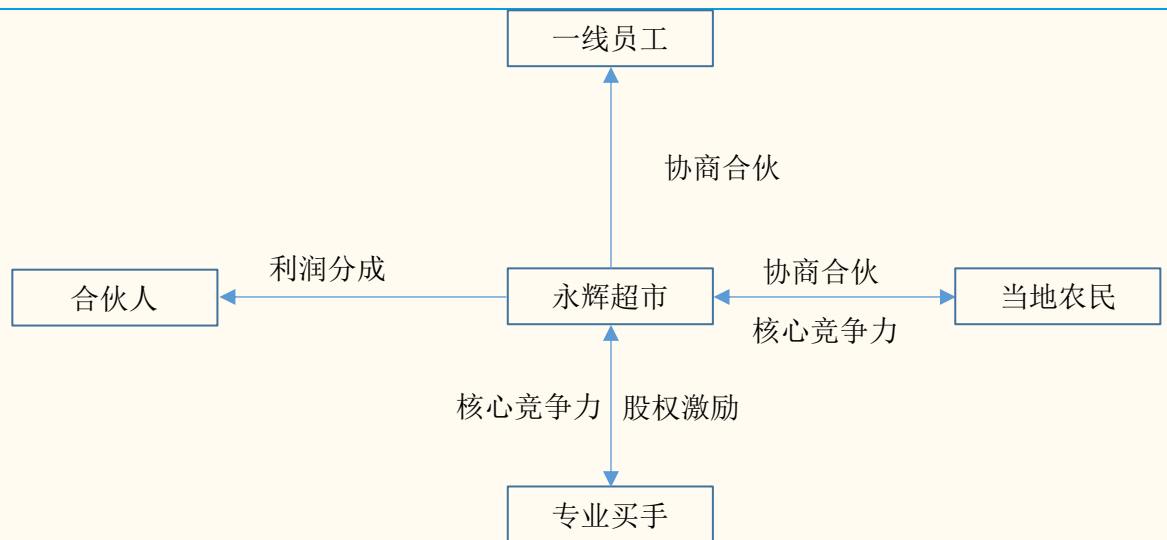 一线员工
协商合伙
利润分成
协商合伙
合伙人
永辉超市
当地农民
核心竞争力
核心竞争力
股权激励
专业买手